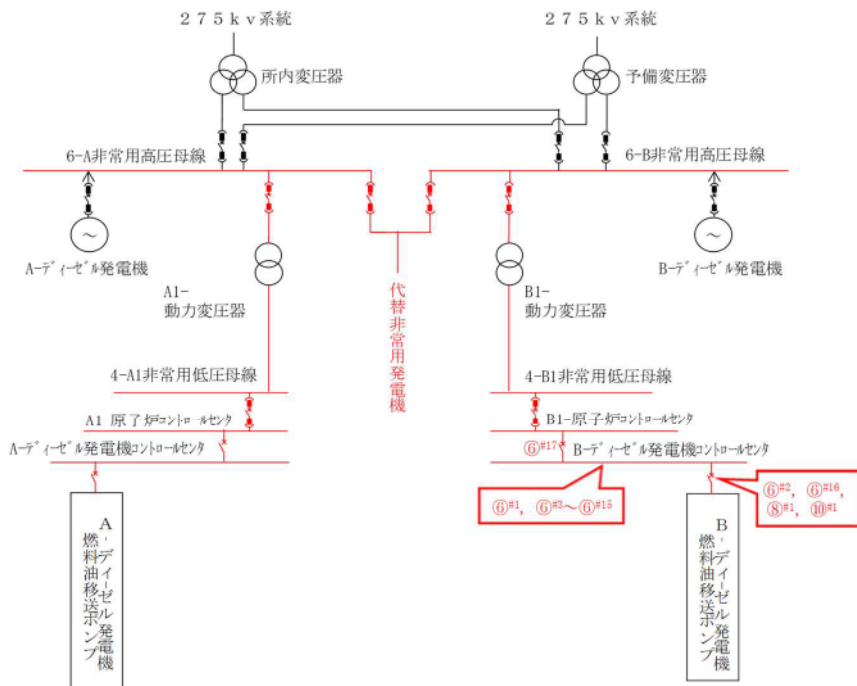 ２７５ｋｖ系統
２７５ｋｖ系統
所内変圧器
予備変圧器
6-A非常用高圧母線
6-B非常用高圧母線
A-ﾃﾞｨｰｾﾞﾙ発電機
B-ﾃﾞｨｰｾﾞﾙ発電機
A1-
動力変圧器
B1-
動力変圧器
代替非常用発電機
4-A1非常用低圧母線
4-B1非常用低圧母線
A1 原子炉ｺﾝﾄﾛｰﾙｾﾝﾀ
B1-原子炉ｺﾝﾄﾛｰﾙｾﾝﾀ
A-ﾃﾞｨｰｾﾞﾙ発電機ｺﾝﾄﾛｰﾙｾﾝﾀ
⑥#17
B-ﾃﾞｨｰｾﾞﾙ発電機ｺﾝﾄﾛｰﾙｾﾝﾀ
⑥#1, ⑥#3～⑥#15
⑥#2, ⑥#16,
⑧#1, ⑩#1
A-ディーゼル発電機
燃料油移送ポンプ
B-ディーゼル発電機
燃料油移送ポンプ